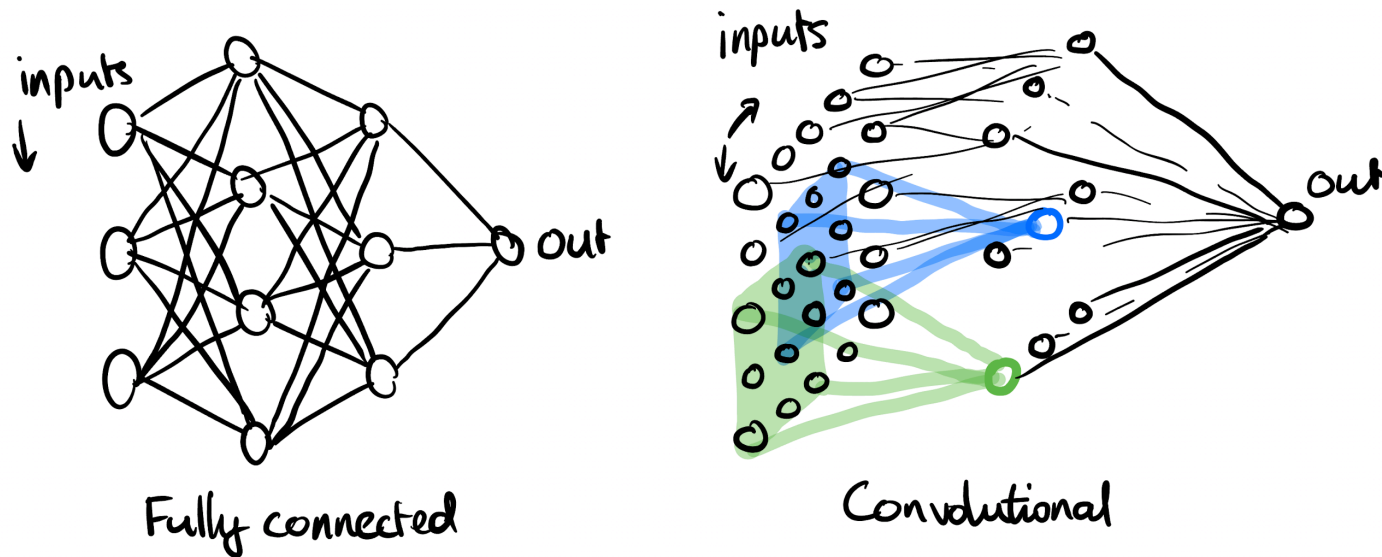 inputs
out
Fully connected
inputs
out
Convolutional